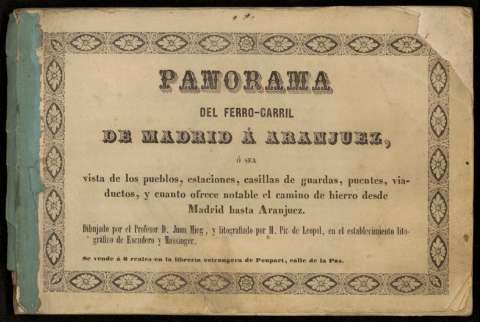 PANORAMA
DEL FERRO-CARRIL
DE MADRID Á ARANJUEZ,
ó sea
vista de los pueblos, estaciones, casillas de guardas, puentes, via-
ductos, y cuanto ofrece notable el camino de hierro desde
Madrid hasta Aranjuez.
Dibujado por el Profesor D. Juan Mieg, y litografiado por M. Pic de Leopol, en el establecimiento lito-
gráfico de Escudero y Massinger.
Se vende á 6 reales en la librería estrangera de Poupart, calle de la Paz.